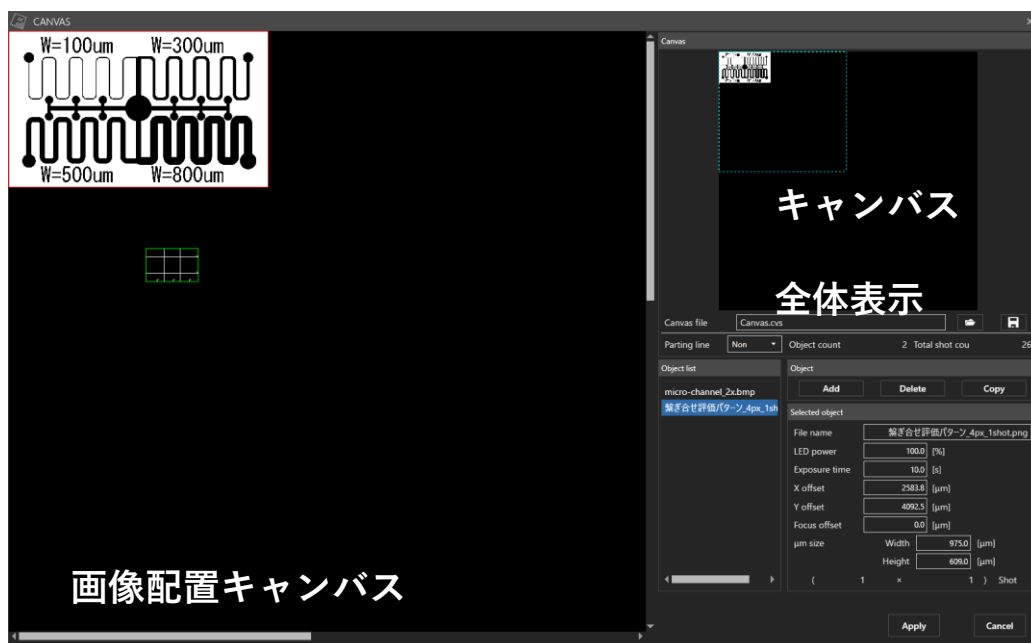 CANVAS
W=100um W=300um
W=500um W=800um
画像配置キャンバス
Canvas
キャンバス
全体表示
Canvas file Canvas.cvs
Parting line Non Object count 2 Total shot cou 26
Object list
micro-channel_2x.bmp
繋ぎ合せ評価パターン_4px_1sh
Object
Add Delete Copy
Selected object
File name 繋ぎ合せ評価パターン_4px_1shot.png
LED power 100.0 [%]
Exposure time 10.0 [s]
X offset 2583.8 [μm]
Y offset 4092.5 [μm]
Focus offset 0.0 [μm]
μm size Width 975.0 [μm]
Height 609.0 [μm]
( 1 × 1 ) Shot
Apply Cancel